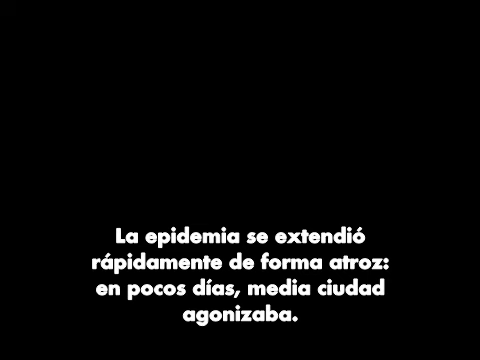 La epidemia se extendió
rápidamente de forma atroz:
en pocos días, media ciudad
agonizaba.